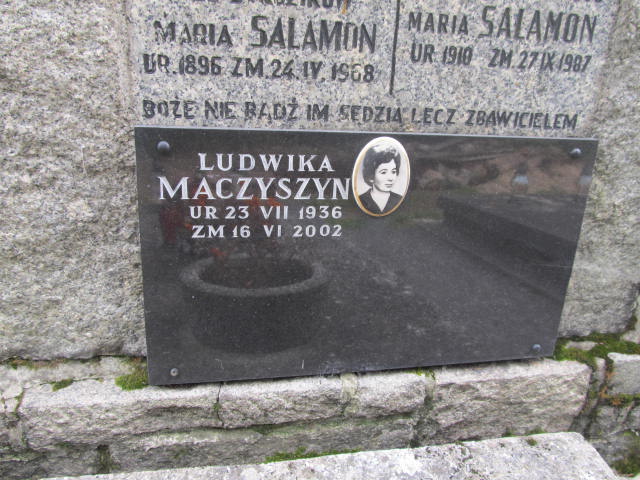 MARIA SALAMON
UR. 1896 ZM. 24.IV.1968
MARIA SALAMON
UR 1910 ZM. 27 IX 1987
BOŻE NIE BĄDŹ IM SĘDZIĄ LECZ ZBAWICIELEM
LUDWIKA
MACZYSZYN
UR 23 VII 1936
ZM 16 VI 2002